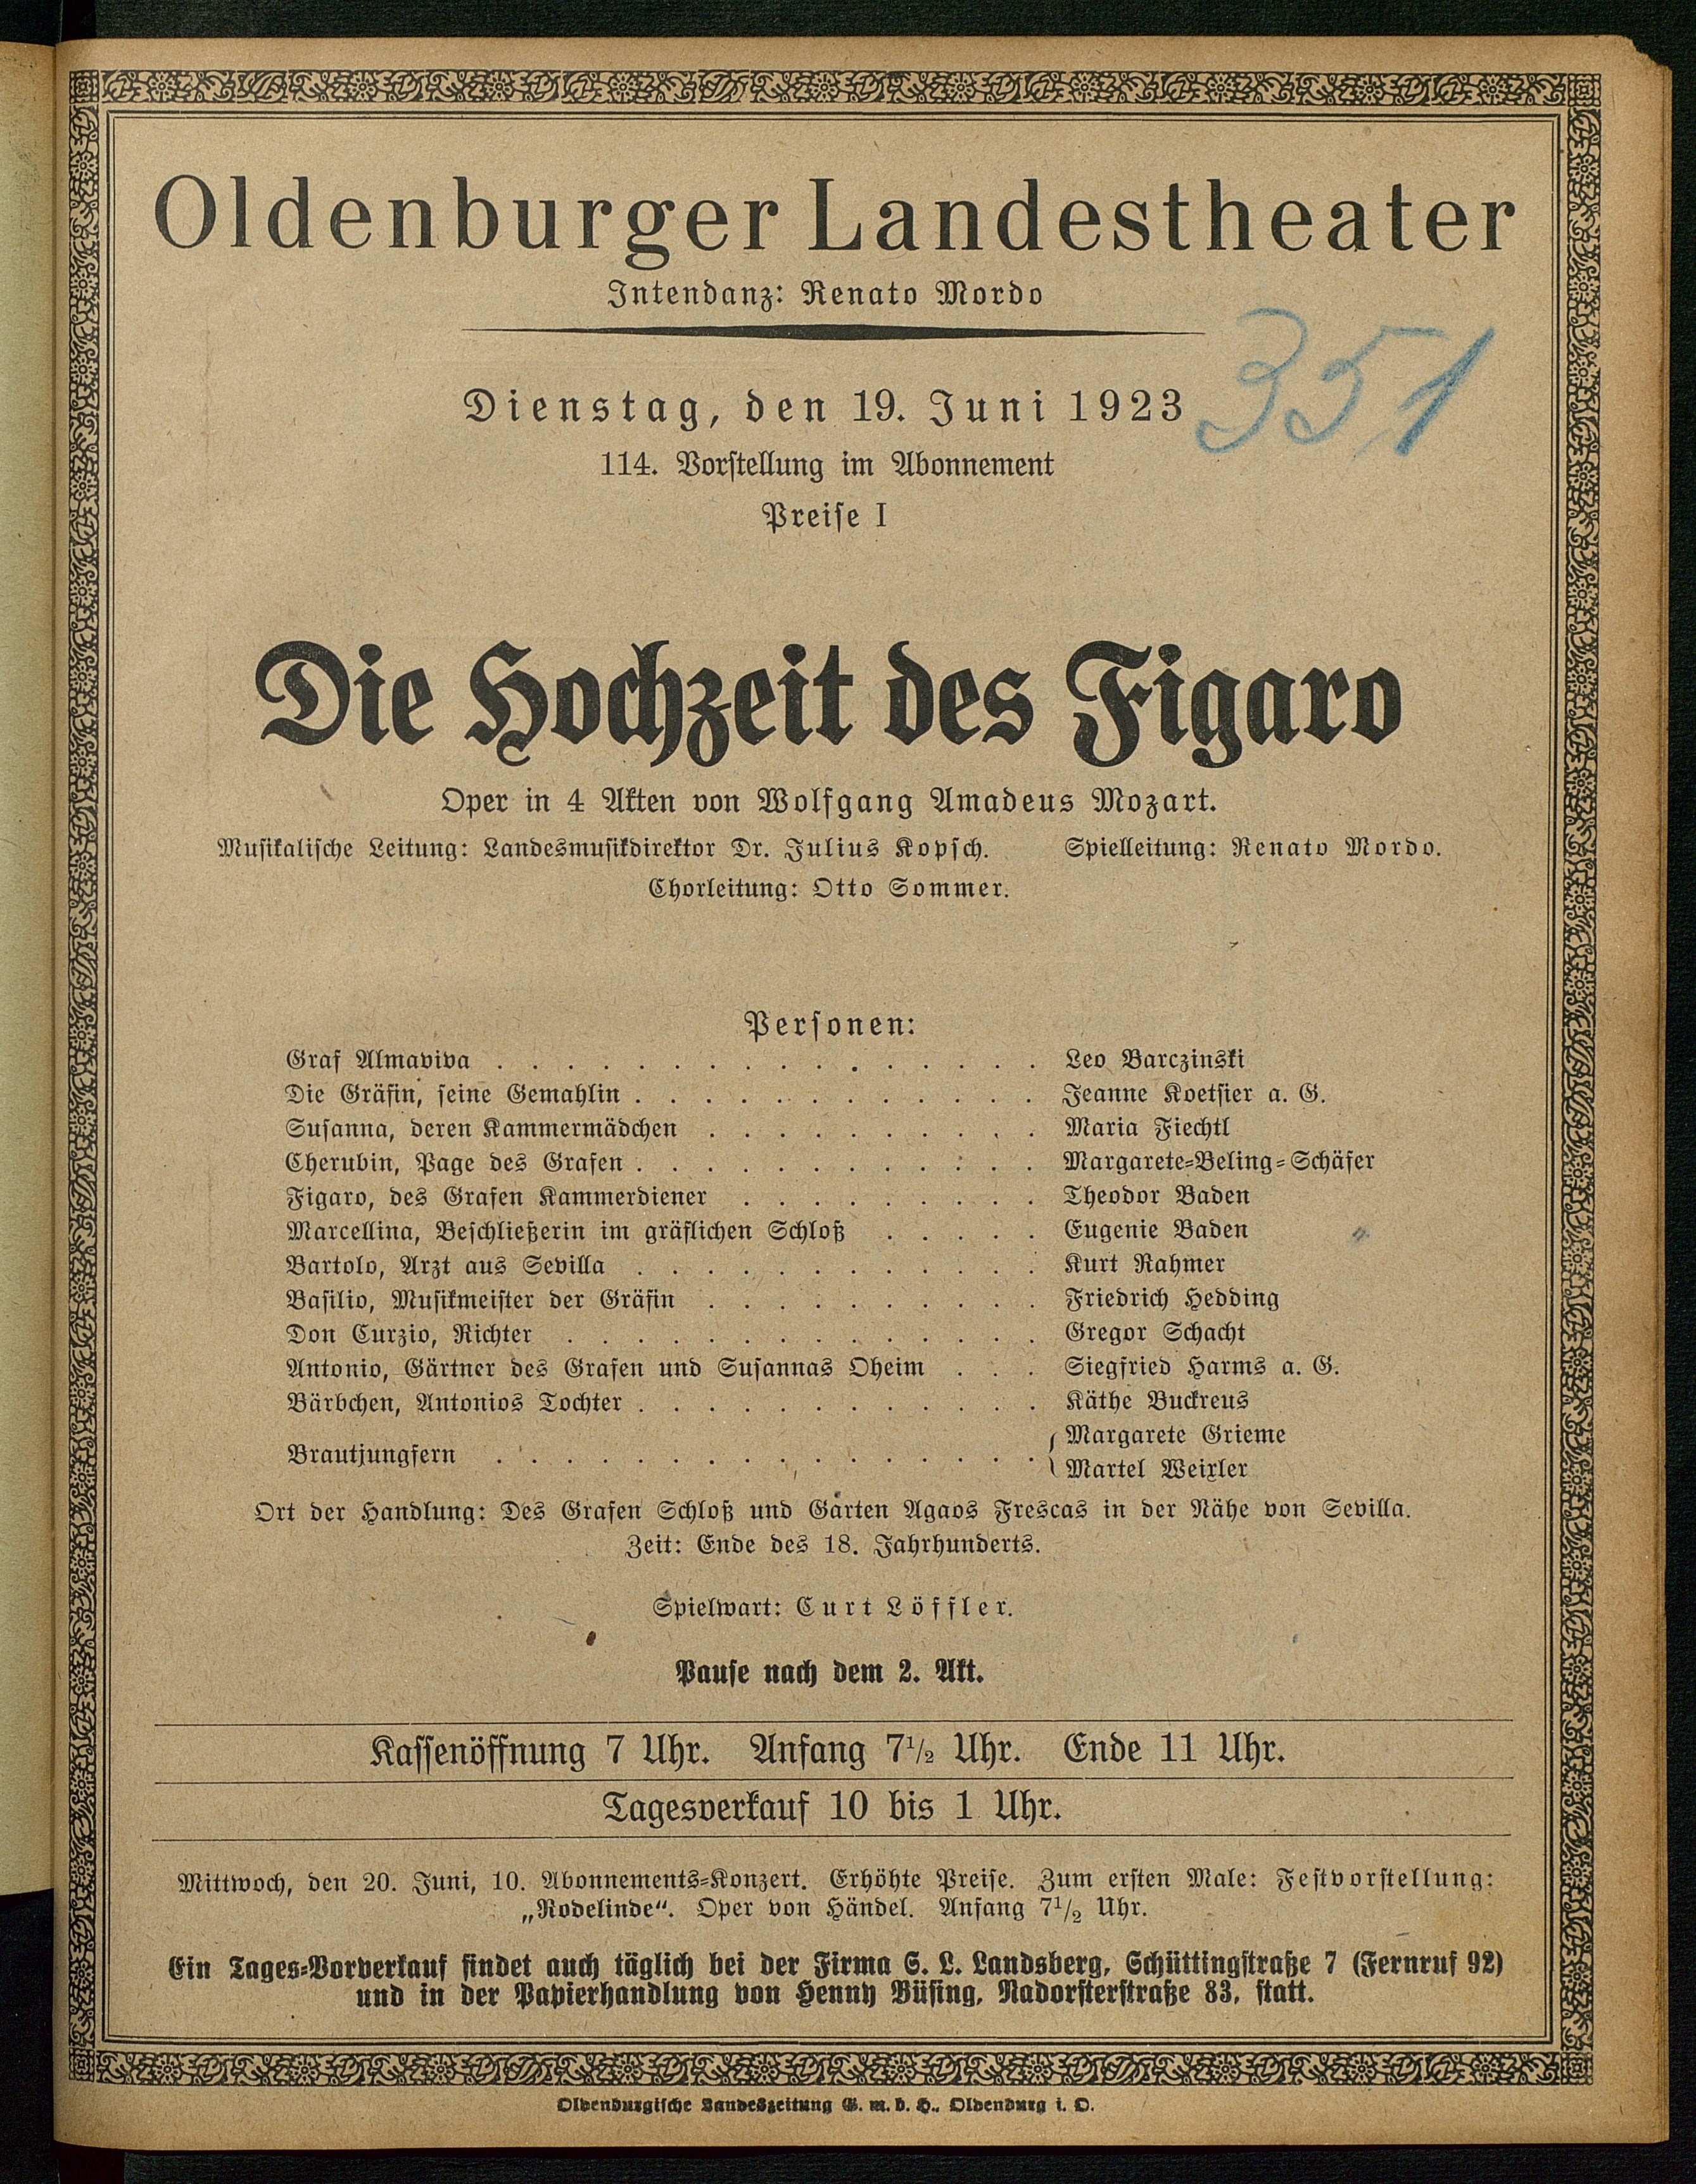 Oldenburger Landestheater
Intendanz: Renato Mordo
351
Dienstag, den 19. Juni 1923
114. Vorstellung im Abonnement
Preise I
Die Hochzeit des Figaro
Oper in 4 Akten von Wolfgang Amadeus Mozart.
Musikalische Leitung: Landesmusikdirektor Dr. Julius Kopsch. Spielleitung: Renato Mordo.
Chorleitung: Otto Sommer.
Personen:
Graf Almaviva . . . . . . . . . . . . . . . . Leo Barczinski
Die Gräfin, seine Gemahlin . . . . . . . . . . . . Jeanne Koetsier a. G.
Susanna, deren Kammermädchen . . . . . . . . . . Maria Fiechtl
Cherubin, Page des Grafen . . . . . . . . . . . . Margarete-Beling-Schäfer
Figaro, des Grafen Kammerdiener . . . . . . . . . Theodor Baden
Marcellina, Beschließerin im gräflichen Schloß . . . . . Eugenie Baden
Bartolo, Arzt aus Sevilla . . . . . . . . . . . . Kurt Rahmer
Basilio, Musikmeister der Gräfin . . . . . . . . . . Friedrich Hedding
Don Curzio, Richter . . . . . . . . . . . . . . Gregor Schacht
Antonio, Gärtner des Grafen und Susannas Oheim . . . Siegfried Harms a. G.
Bärbchen, Antonios Tochter . . . . . . . . . . . . Käthe Buckreus
Brautjungfern . . . . . . . . . . . . . . . . { Margarete Grieme
Martel Weixler
Ort der Handlung: Des Grafen Schloß und Gärten Agaos Frescas in der Nähe von Sevilla.
Zeit: Ende des 18. Jahrhunderts.
Spielwart: Curt Löffler.
Pause nach dem 2. Akt.
Kassenöffnung 7 Uhr. Anfang 7½ Uhr. Ende 11 Uhr.
Tagesverkauf 10 bis 1 Uhr.
Mittwoch, den 20. Juni, 10. Abonnements-Konzert. Erhöhte Preise. Zum ersten Male: Festvorstellung:
„Rodelinde“. Oper von Händel. Anfang 7½ Uhr.
Ein Tages-Vorverkauf findet auch täglich bei der Firma S. L. Landsberg, Schüttingstraße 7 (Fernruf 92)
und in der Papierhandlung von Henny Büsing, Nadorsterstraße 83, statt.
Oldenburgische Landeszeitung G. m. b. H., Oldenburg i. O.